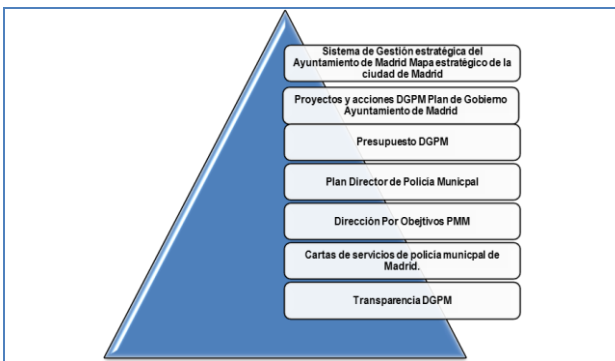 Sistema de Gestión estratégica del
Ayuntamiento de Madrid Mapa estratégico de la
ciudad de Madrid
Proyectos y acciones DGPM Plan de Gobierno
Ayuntamiento de Madrid
Presupuesto DGPM
Plan Director de Policia Municpal
Dirección Por Obejtivos PMM
Cartas de servicios de policia municpal de
Madrid.
Transparencia DGPM